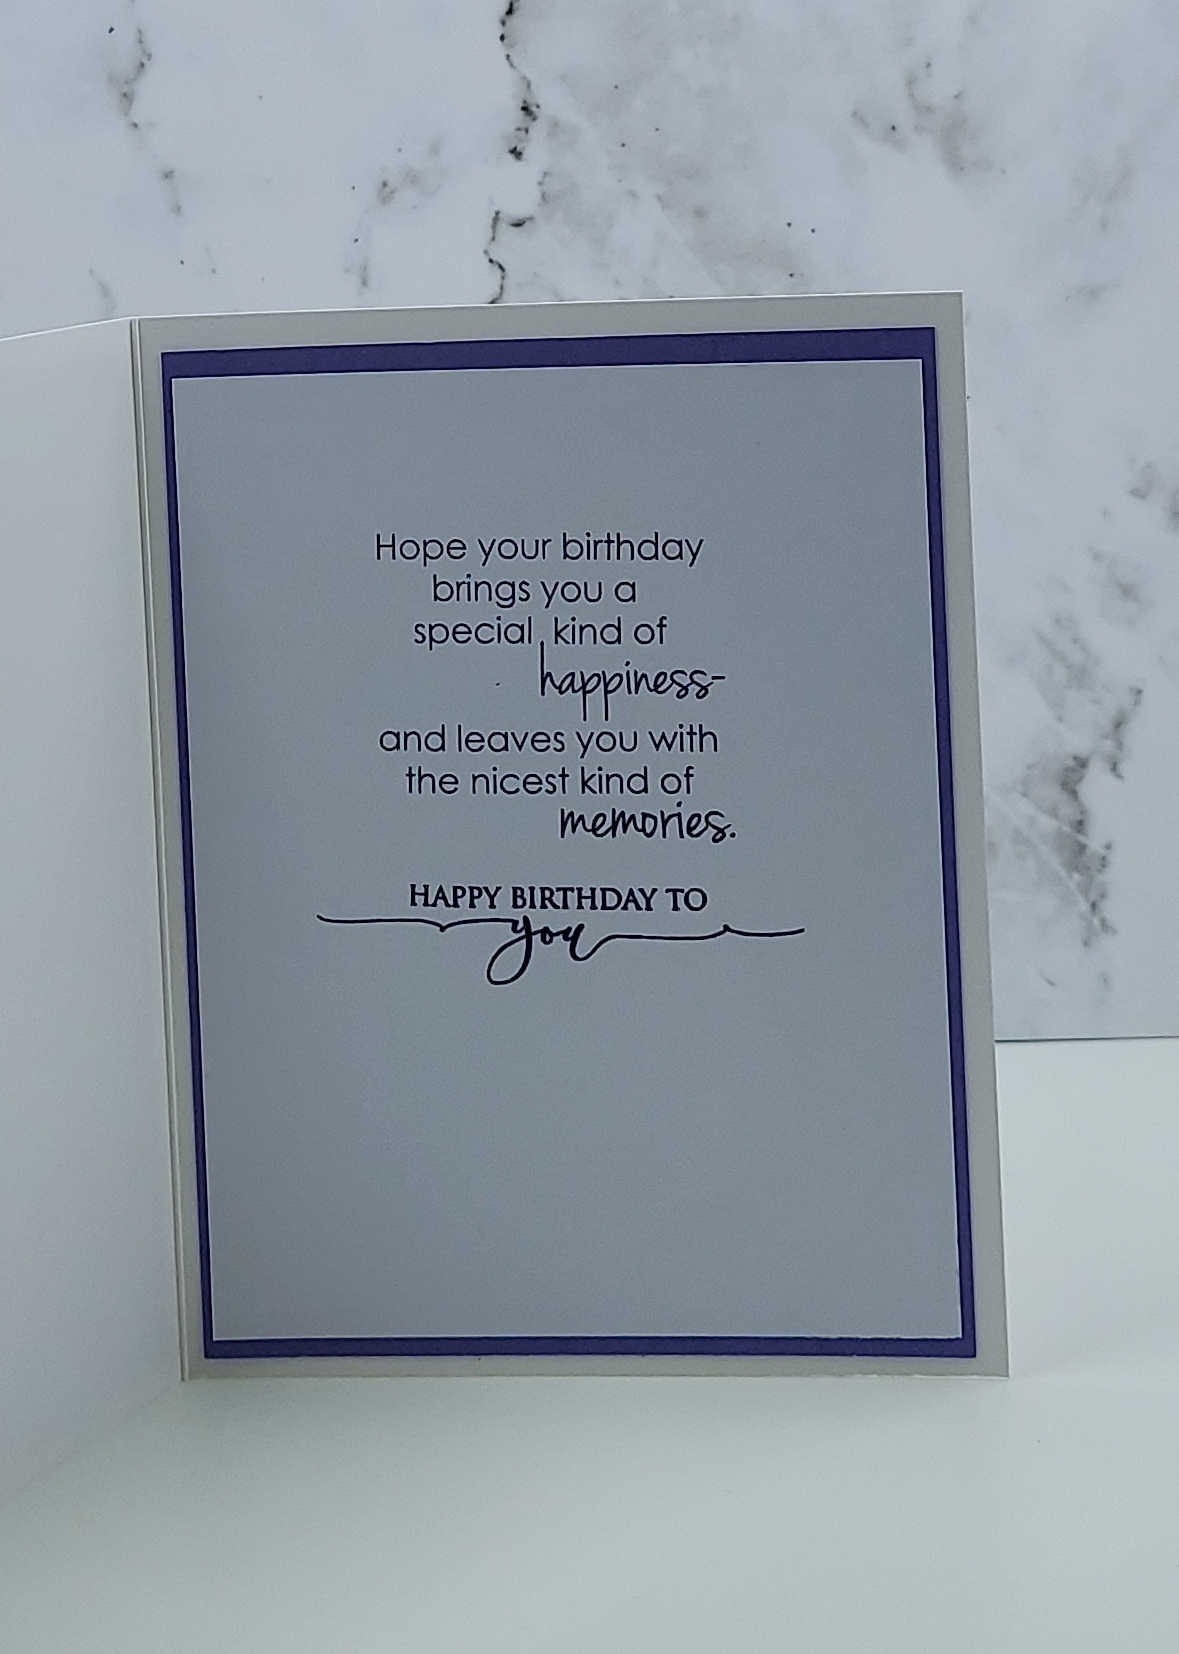 Hope your birthday
brings you a
special kind of
happiness-
and leaves you with
the nicest kind of
memories.
HAPPY BIRTHDAY TO
you